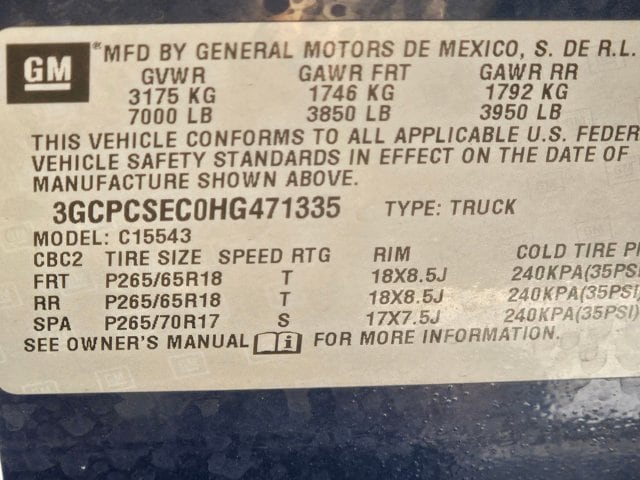 GM *MFD BY GENERAL MOTORS DE MEXICO, S. DE R.L.
GVWR GAWR FRT GAWR RR
3175 KG 1746 KG 1792 KG
7000 LB 3850 LB 3950 LB
THIS VEHICLE CONFORMS TO ALL APPLICABLE U.S. FEDER
VEHICLE SAFETY STANDARDS IN EFFECT ON THE DATE OF
MANUFACTURE SHOWN ABOVE.
3GCPCSEC0HG471335 TYPE: TRUCK
MODEL: C15543
CBC2 TIRE SIZE SPEED RTG RIM COLD TIRE P
FRT P265/65R18 T 18X8.5J 240KPA(35PSI)
RR P265/65R18 T 18X8.5J 240KPA(35PSI)
SPA P265/70R17 S 17X7.5J 240KPA(35PSI)
SEE OWNER'S MANUAL i FOR MORE INFORMATION.